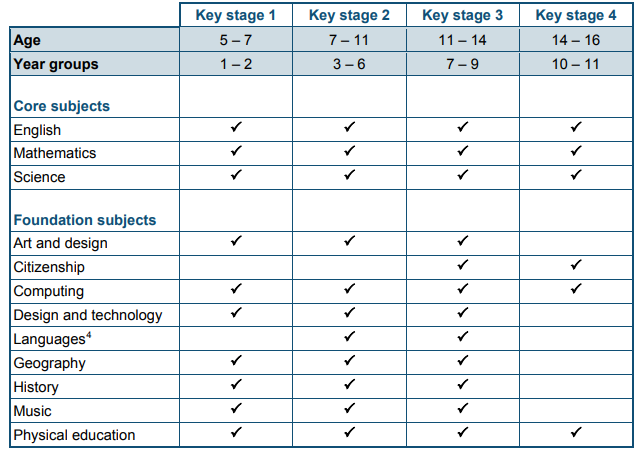 Key stage 1 Key stage 2 Key stage 3 Key stage 4
Age 5 – 7 7 – 11 11 – 14 14 – 16
Year groups 1 – 2 3 – 6 7 – 9 10 – 11
Core subjects
English ✓ ✓ ✓ ✓
Mathematics ✓ ✓ ✓ ✓
Science ✓ ✓ ✓ ✓
Foundation subjects
Art and design ✓ ✓ ✓
Citizenship ✓ ✓
Computing ✓ ✓ ✓ ✓
Design and technology ✓ ✓ ✓
Languages⁴ ✓ ✓
Geography ✓ ✓ ✓
History ✓ ✓ ✓
Music ✓ ✓ ✓
Physical education ✓ ✓ ✓ ✓